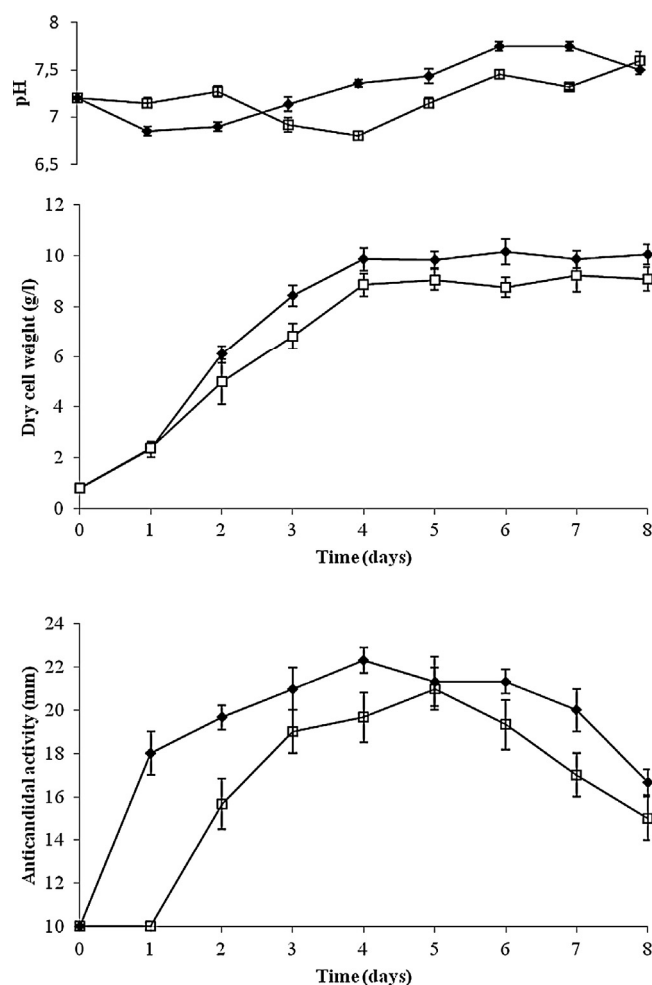 8
7,5
7
6,5
pH
12
10
8
6
4
2
0
Dry cell weight (g/l)
0 1 2 3 4 5 6 7 8
Time (days)
24
22
20
18
16
14
12
10
Anticandidal activity (mm)
0 1 2 3 4 5 6 7 8
Time (days)